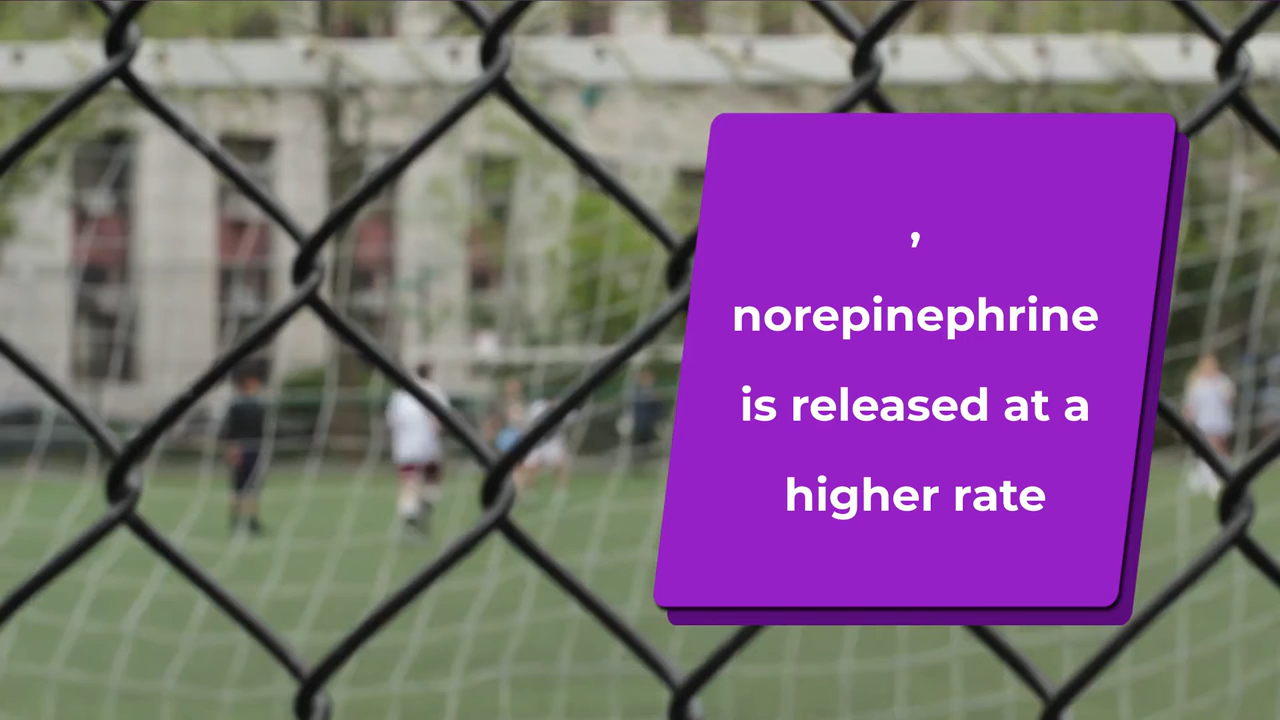 ,
norepinephrine
is released at a
higher rate